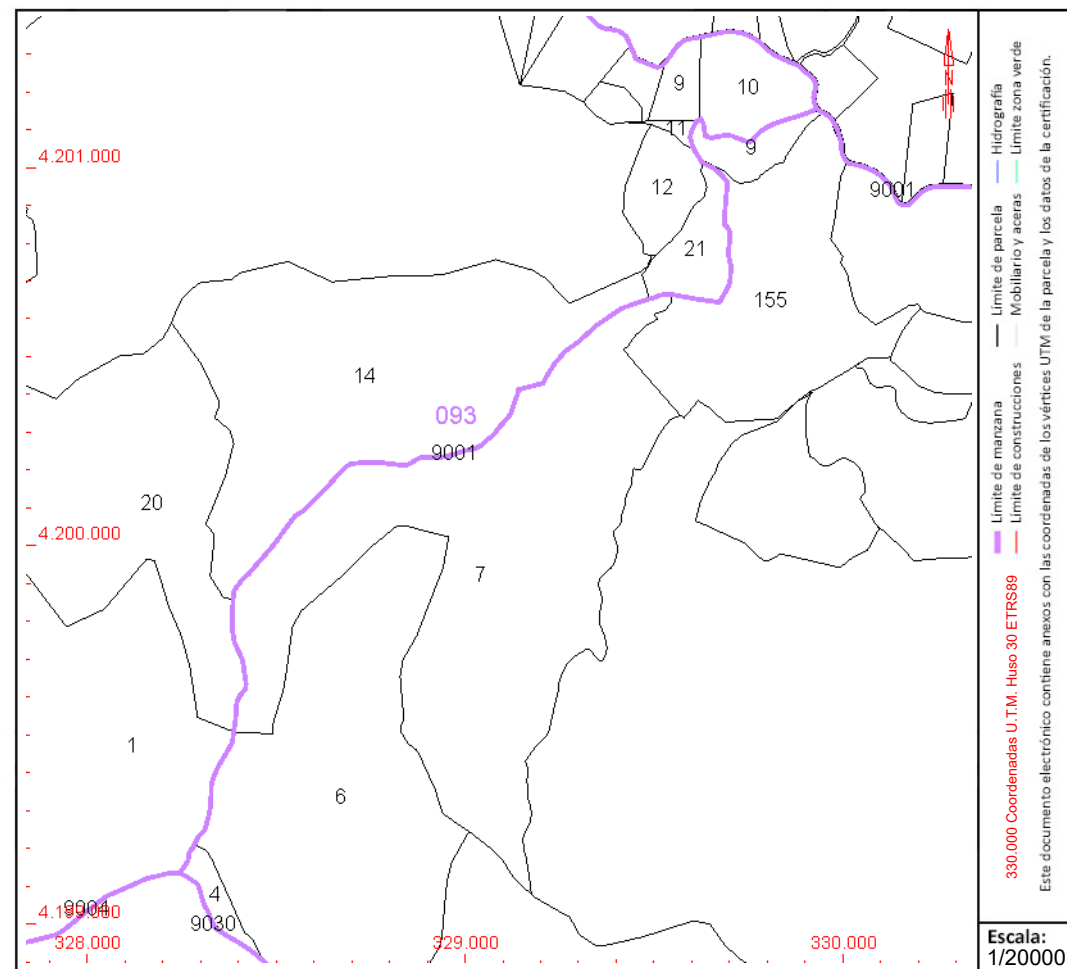 9
10
11
9
4.201.000
12
9001
21
155
14
093
9001
20
4.200.000
7
1
6
4
9004
4.199.000
9030
328.000
329.000
330.000
N
Límite de manzana
Límite de parcela
Hidrografía
Límite de construcciones
Mobiliario y aceras
Límite zona verde
330.000 Coordenadas U.T.M. Huso 30 ETRS89
Este documento electrónico contiene anexos con las coordenadas de los vértices UTM de la parcela y los datos de la certificación.
Escala:
1/20000